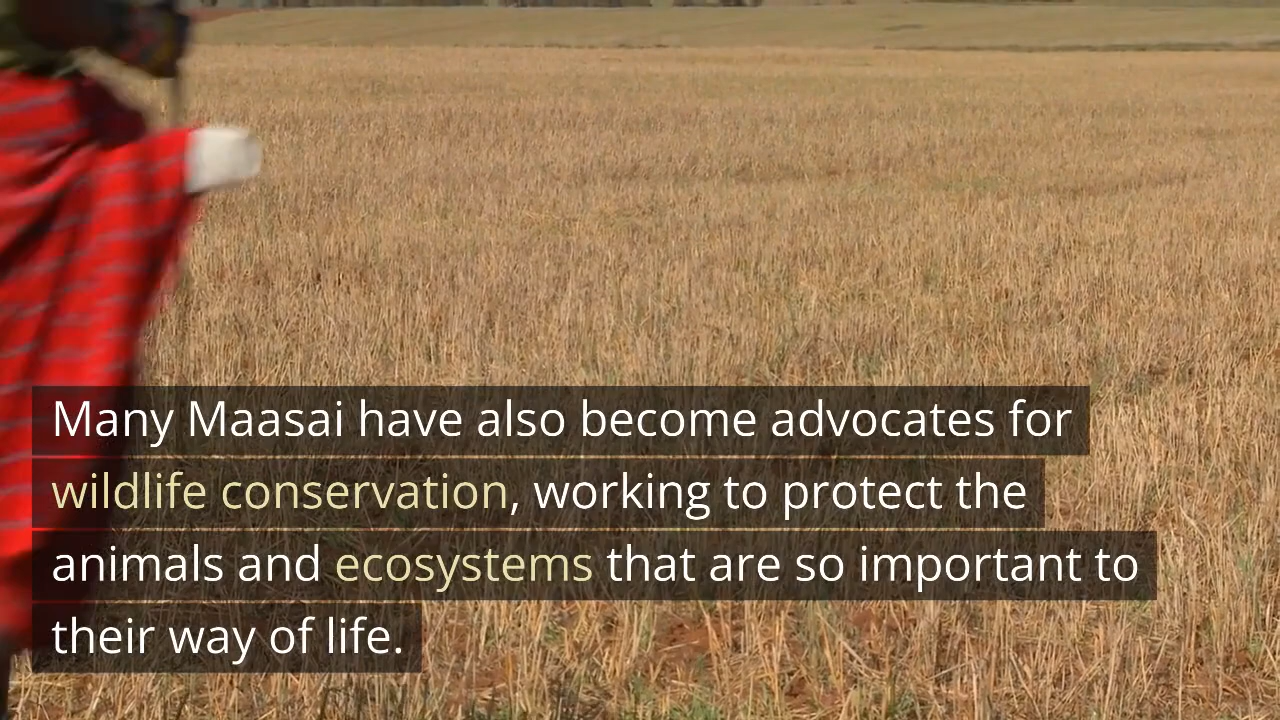 Many Maasai have also become advocates for
wildlife conservation, working to protect the
animals and ecosystems that are so important to
their way of life.